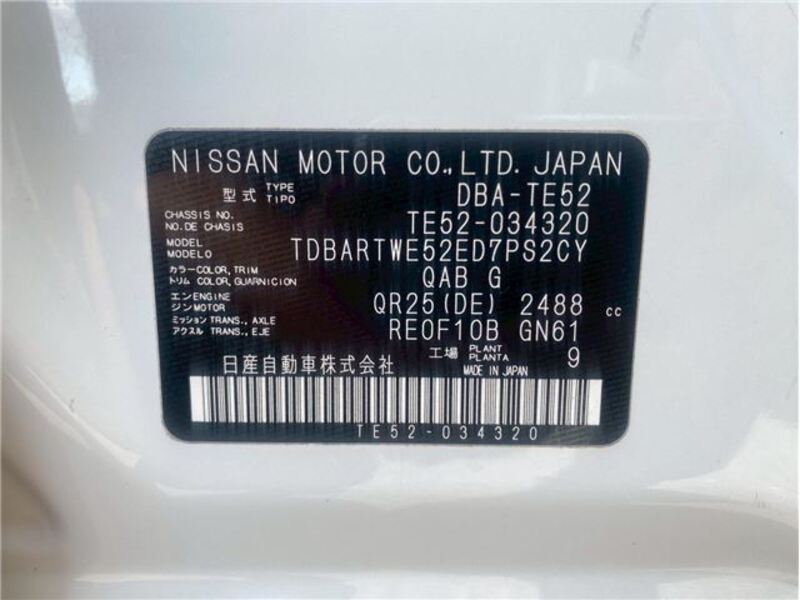 NISSAN MOTOR CO.,LTD. JAPAN
型式 TYPE TIPO DBA-TE52
CHASSIS NO. NO.DE CHASIS TE52-034320
MODEL MODELO TDBARTWE52ED7PS2CY
カラー COLOR, TRIM トリム COLOR, GUARNICION QAB G
エンジン ENGINE MOTOR QR25(DE) 2488 cc
ミッション TRANS., AXLE アクスル TRANS., EJE RE0F10B GN61
工場 PLANT PLANTA 9
日産自動車株式会社 MADE IN JAPAN
TE52-034320